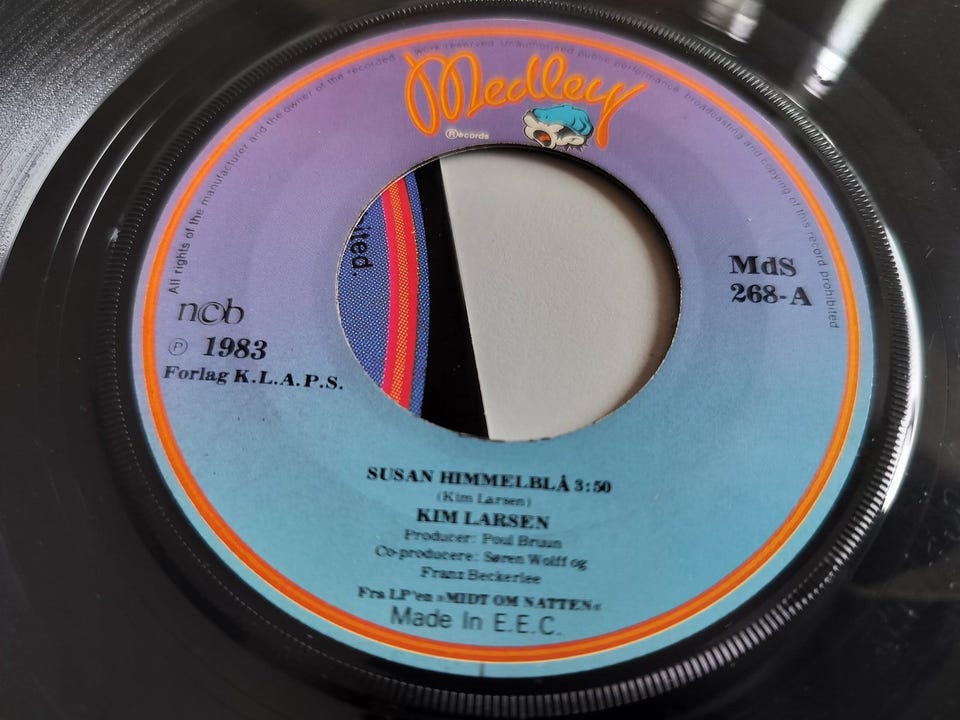 All rights of the manufacturer and the owner of the recorded work reserved unauthorized public performance broadcasting and copying of this record prohibited
Medley
Records
MdS
268-A
ncb
Ⓟ 1983
Forlag K.L.A.P.S.
ted.
SUSAN HIMMELBLÅ 3:50
(Kim Larsen)
KIM LARSEN
Producer: Poul Bruun
Co-producere: Søren Wolff og
Franz Beckerlee
Fra LP'en »MIDT OM NATTEN«
Made In E.E.C.